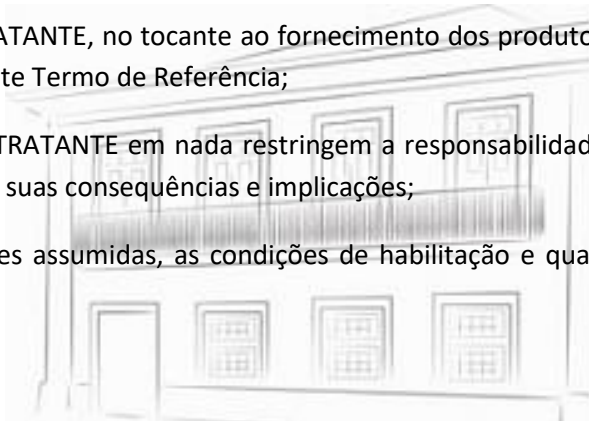 ATANTE, no tocante ao fornecimento dos produto
te Termo de Referência;
TRATANTE em nada restringem a responsabilidad
suas consequências e implicações;
es assumidas, as condições de habilitação e qua